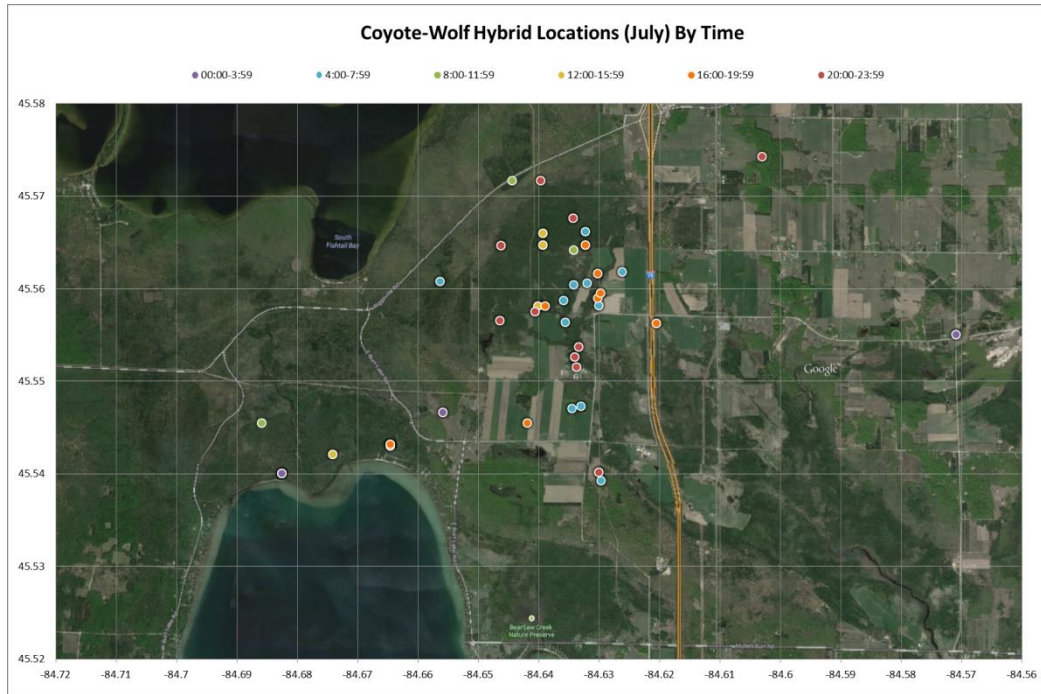 Coyote-Wolf Hybrid Locations (July) By Time
00:00-3:59 4:00-7:59 8:00-11:59 12:00-15:59 16:00-19:59 20:00-23:59
45.58
45.57
South
Fishtail Bay
45.56
Google
45.55
45.54
45.53
BearSaw Creek
Nature Preserve
45.52
-84.72 -84.71 -84.7 -84.69 -84.68 -84.67 -84.66 -84.65 -84.64 -84.63 -84.62 -84.61 -84.6 -84.59 -84.58 -84.57 -84.56